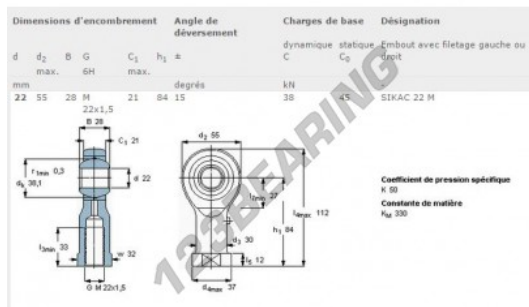 Dimensions d'encombrement Angle de déversement Charges de base Désignation
dynamique statique Embout avec filetage gauche ou droit
d d2 B G C1 h1 ± C C0
max. 6H max.
mm degrés kN -
22 55 28 M 22x1,5 21 84 15 38 45 SIKAC 22 M
B 28
C1 21
d2 55
r1min 0,3
d 22
dk 38,1
l7min 27
l4max 112
h1 84
l3min 33
d3 30
W 32
l5 12
G M 22x1,5
d4max 37
Coefficient de pression spécifique
K 50
Constante de matière
KM 330
123BEARING